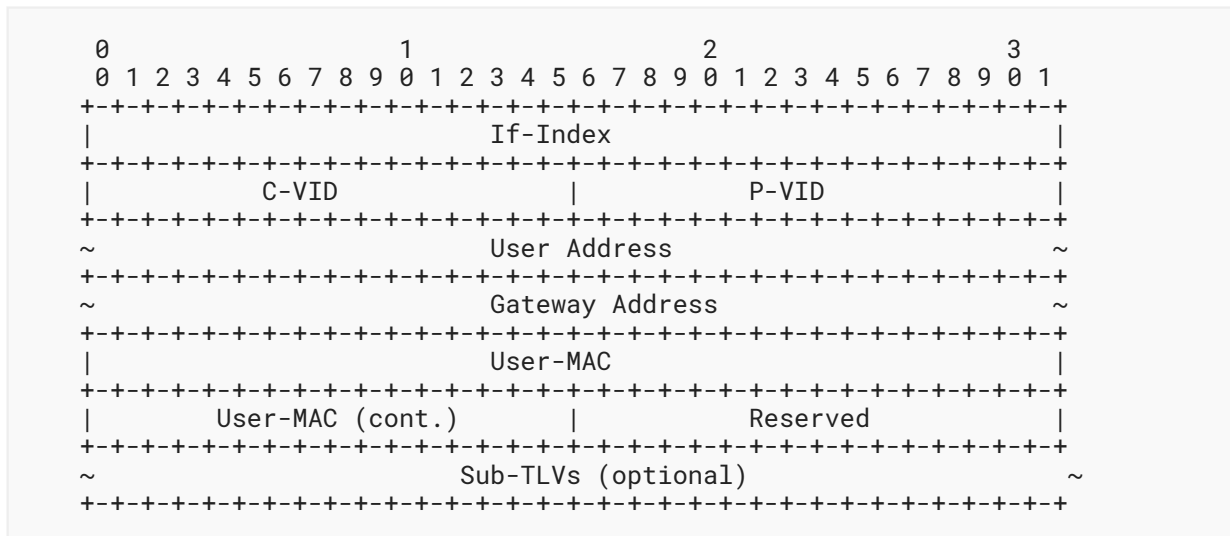 0                   1                   2                   3
 0 1 2 3 4 5 6 7 8 9 0 1 2 3 4 5 6 7 8 9 0 1 2 3 4 5 6 7 8 9 0 1
+-+-+-+-+-+-+-+-+-+-+-+-+-+-+-+-+-+-+-+-+-+-+-+-+-+-+-+-+-+-+-+-+
|                          If-Index                             |
+-+-+-+-+-+-+-+-+-+-+-+-+-+-+-+-+-+-+-+-+-+-+-+-+-+-+-+-+-+-+-+-+
|           C-VID               |           P-VID               |
+-+-+-+-+-+-+-+-+-+-+-+-+-+-+-+-+-+-+-+-+-+-+-+-+-+-+-+-+-+-+-+-+
~                          User Address                         ~
+-+-+-+-+-+-+-+-+-+-+-+-+-+-+-+-+-+-+-+-+-+-+-+-+-+-+-+-+-+-+-+-+
~                          Gateway Address                      ~
+-+-+-+-+-+-+-+-+-+-+-+-+-+-+-+-+-+-+-+-+-+-+-+-+-+-+-+-+-+-+-+-+
|                          User-MAC                             |
+-+-+-+-+-+-+-+-+-+-+-+-+-+-+-+-+-+-+-+-+-+-+-+-+-+-+-+-+-+-+-+-+
|        User-MAC (cont.)       |           Reserved            |
+-+-+-+-+-+-+-+-+-+-+-+-+-+-+-+-+-+-+-+-+-+-+-+-+-+-+-+-+-+-+-+-+
~                        Sub-TLVs (optional)                     ~
+-+-+-+-+-+-+-+-+-+-+-+-+-+-+-+-+-+-+-+-+-+-+-+-+-+-+-+-+-+-+-+-+